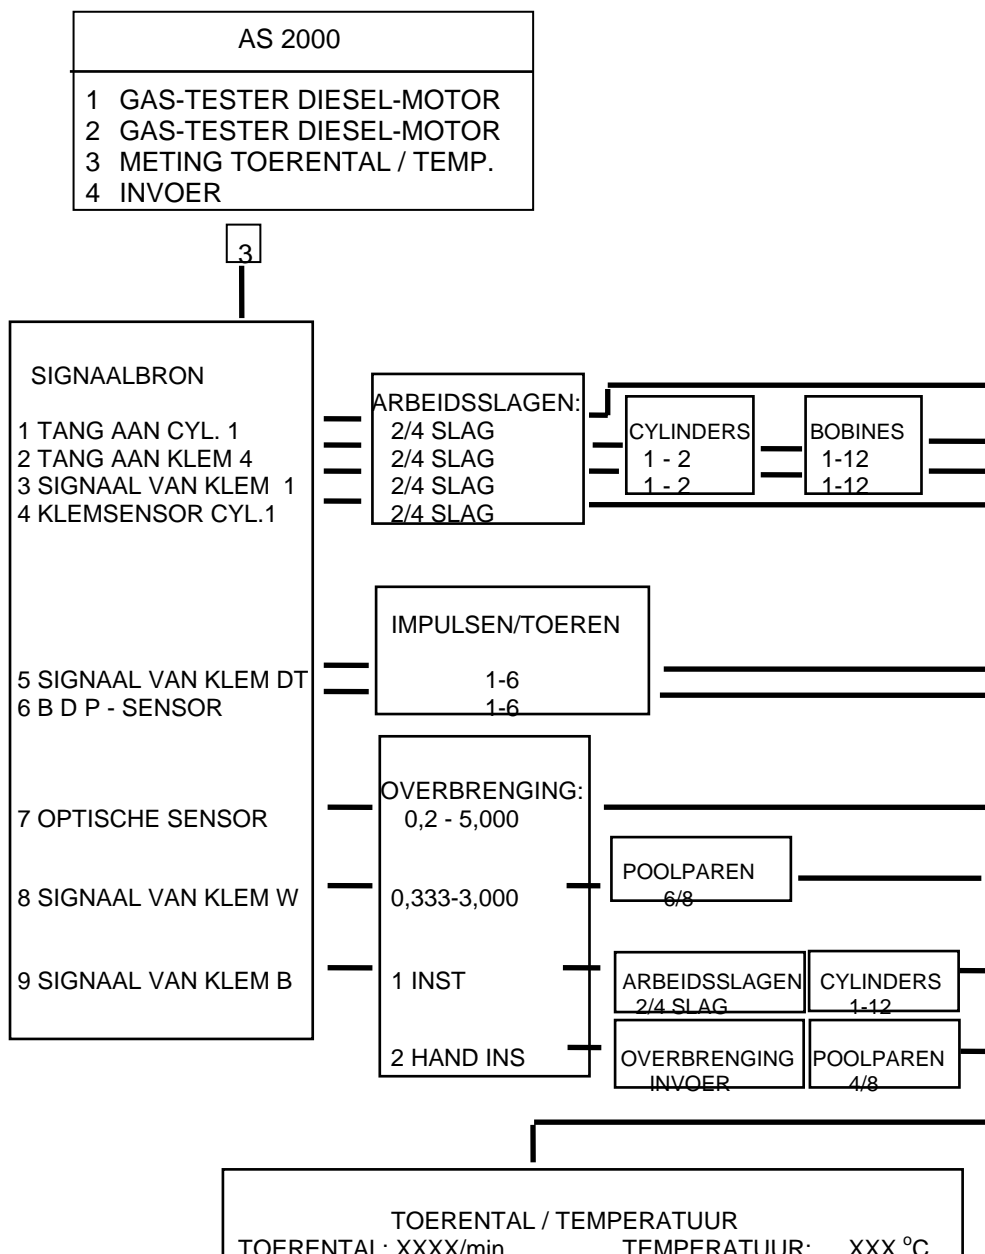 AS 2000
1 GAS-TESTER DIESEL-MOTOR
2 GAS-TESTER DIESEL-MOTOR
3 METING TOERENTAL / TEMP.
4 INVOER
3
SIGNAALBRON
1 TANG AAN CYL. 1
2 TANG AAN KLEM 4
3 SIGNAAL VAN KLEM 1
4 KLEMSENSOR CYL.1
5 SIGNAAL VAN KLEM DT
6 B D P - SENSOR
7 OPTISCHE SENSOR
8 SIGNAAL VAN KLEM W
9 SIGNAAL VAN KLEM B
ARBEIDSSLAGEN:
2/4 SLAG
2/4 SLAG
2/4 SLAG
2/4 SLAG
CYLINDERS
1 - 2
1 - 2
BOBINES
1-12
1-12
IMPULSEN/TOEREN
1-6
1-6
OVERBRENGING:
0,2 - 5,000
0,333-3,000
1 INST
2 HAND INS
POOLPAREN
6/8
ARBEIDSSLAGEN
2/4 SLAG
CYLINDERS
1-12
OVERBRENGING
INVOER
POOLPAREN
4/8
TOERENTAL / TEMPERATUUR
TOERENTAL: XXXX/min TEMPERATUUR: XXX °C